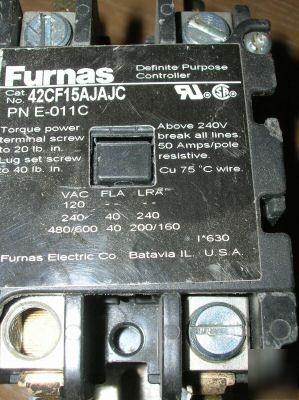 Furnas
Definite Purpose
Controller
Cat.
No. 42CF15AJAJC
PN E-011C
Torque power
terminal screw
to 20 lb. in.
Lug set screw
to 40 lb. in.
Above 240V
break all lines.
50 Amps/pole
resistive.
Cu 75 °C wire.
VAC FLA LRA
120 -- --
240 40 240
480/600 40 200/160
I*630
Furnas Electric Co. Batavia IL. U.S.A.